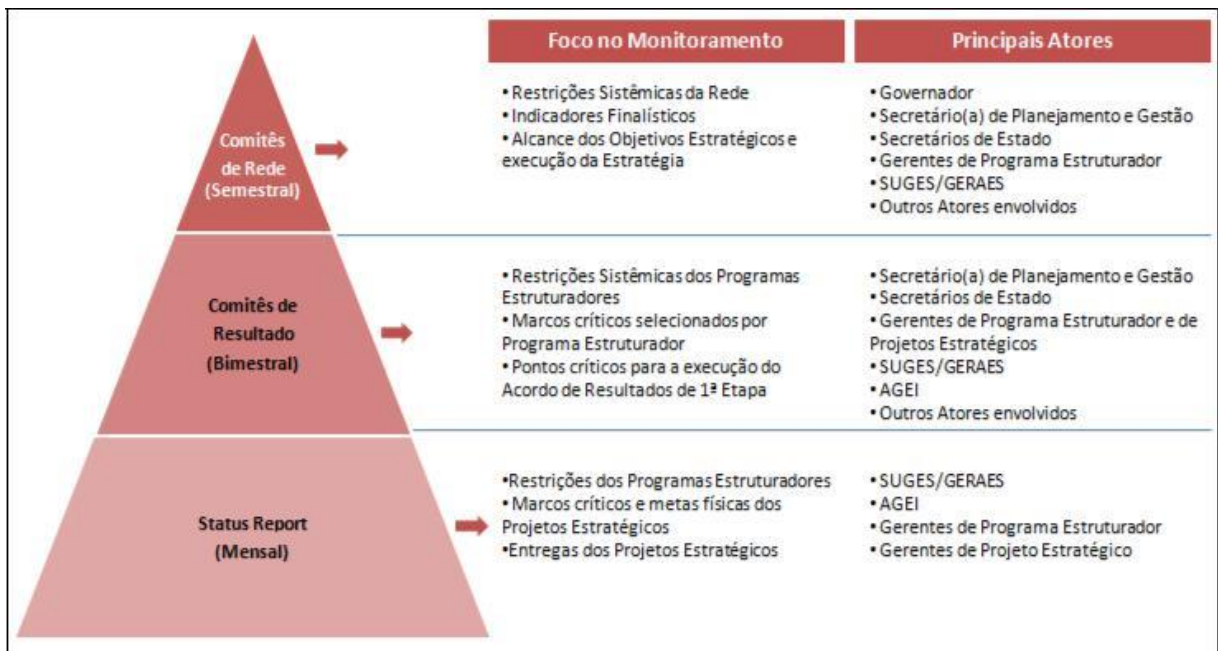 Foco no Monitoramento
Principais Atores
Comitês
de Rede
(Semestral)
• Restrições Sistêmicas da Rede
• Indicadores Finalísticos
• Alcance dos Objetivos Estratégicos e
execução da Estratégia
• Governador
• Secretário(a) de Planejamento e Gestão
• Secretários de Estado
• Gerentes de Programa Estruturador
• SUGES/GERAES
• Outros Atores envolvidos
Comitês de
Resultado
(Bimestral)
• Restrições Sistêmicas dos Programas
Estruturadores
• Marcos críticos selecionados por
Programa Estruturador
• Pontos críticos para a execução do
Acordo de Resultados de 1ª Etapa
• Secretário(a) de Planejamento e Gestão
• Secretários de Estado
• Gerentes de Programa Estruturador e de
Projetos Estratégicos
• SUGES/GERAES
• AGEI
• Outros Atores envolvidos
Status Report
(Mensal)
•Restrições dos Programas Estruturadores
• Marcos críticos e metas físicas dos
Projetos Estratégicos
•Entregas dos Projetos Estratégicos
• SUGES/GERAES
• AGEI
• Gerentes de Programa Estruturador
• Gerentes de Projeto Estratégico